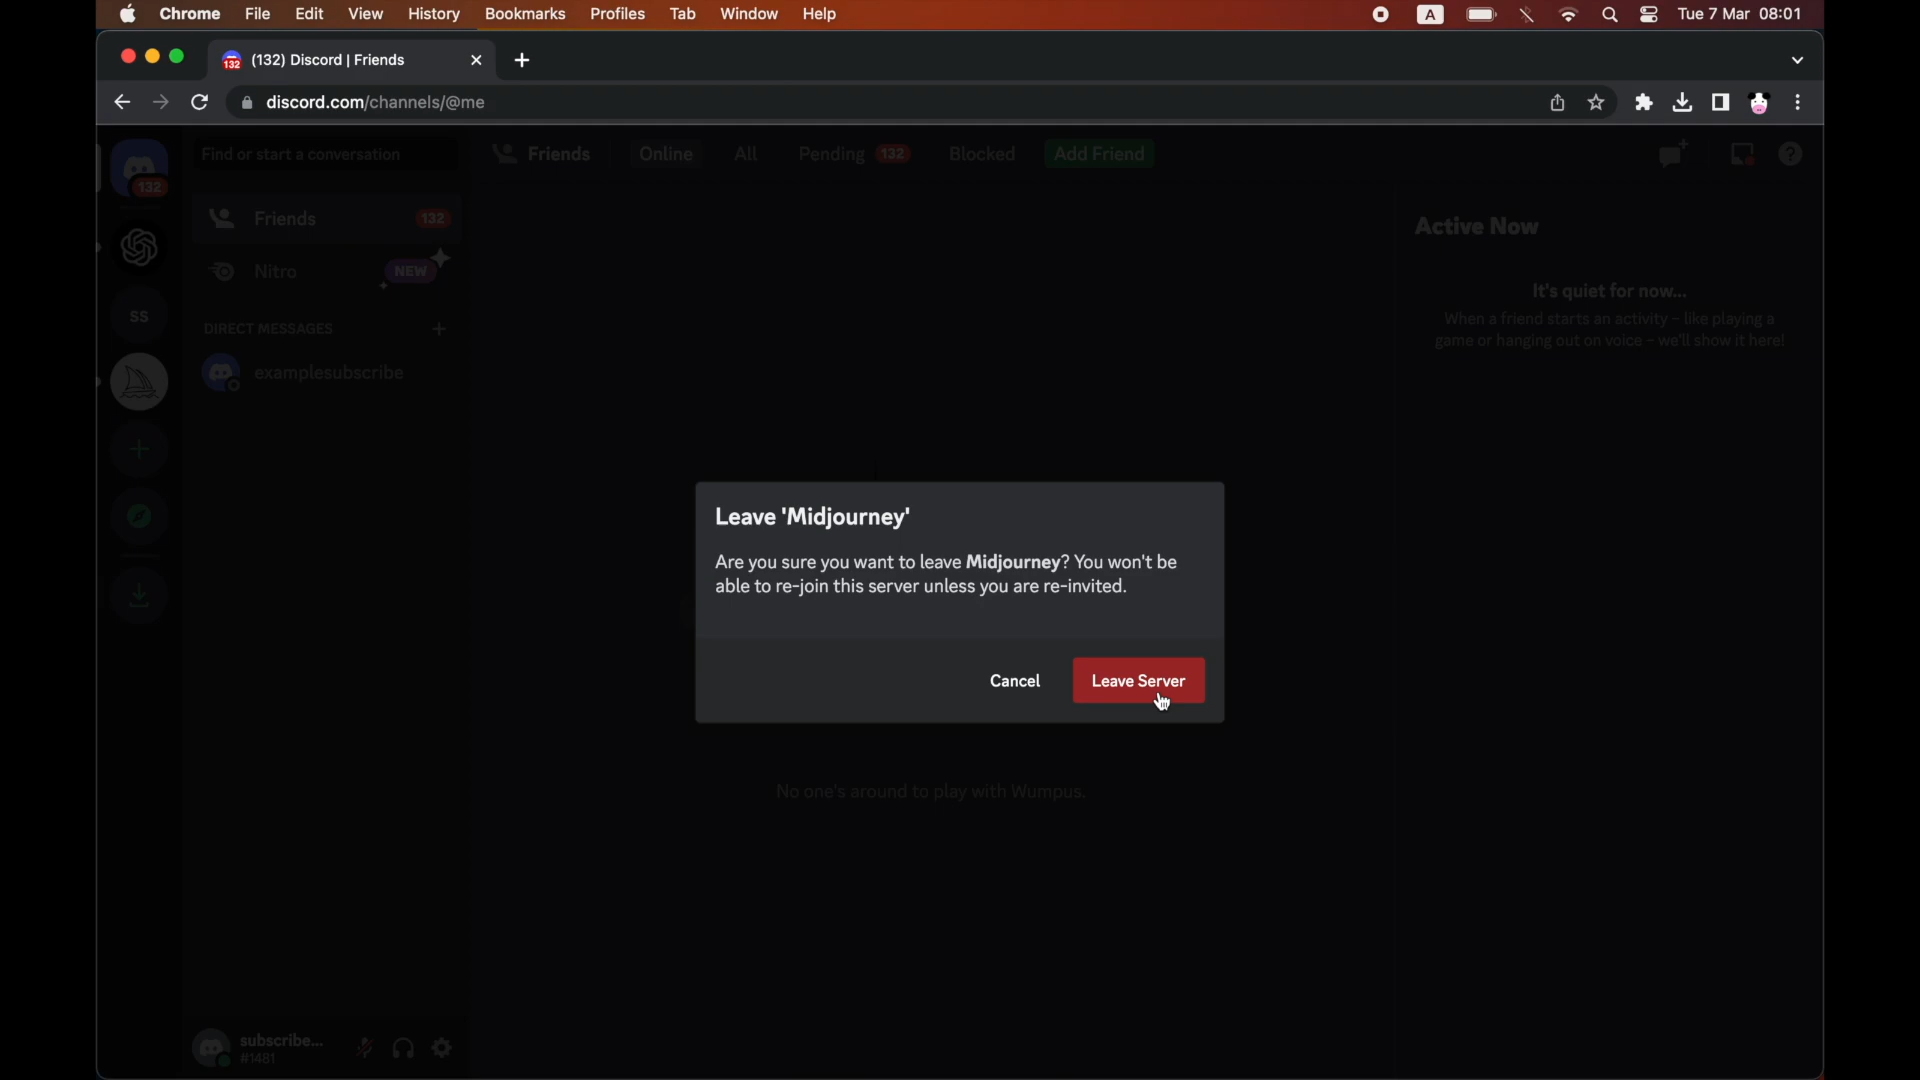 Chrome File Edit View History Bookmarks Profiles Tab Window Help A Tue 7 Mar 08:01
132 (132) Discord | Friends
discord.com/channels/@me
132
Find or start a conversation
Friends Online All Pending 132 Blocked Add Friend
Friends 132
Nitro NEW
SS
DIRECT MESSAGES
examplesubscribe
Active Now
It's quiet for now...
When a friend starts an activity – like playing a
game or hanging out on voice – we'll show it here!
Leave 'Midjourney'
Are you sure you want to leave Midjourney? You won't be
able to re-join this server unless you are re-invited.
Cancel Leave Server
No one's around to play with Wumpus.
subscribe...
#1481